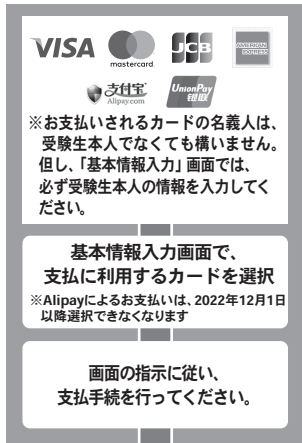 VISA
mastercard
JCB
AMERICAN EXPRESS
支付宝
Alipay.com
UnionPay
银联
※お支払いされるカードの名義人は、
受験生本人でなくても構いません。
但し、「基本情報入力」画面では、
必ず受験生本人の情報を入力してく
ださい。
基本情報入力画面で、
支払に利用するカードを選択
※Alipayによるお支払いは、2022年12月1日
以降選択できなくなります
画面の指示に従い、
支払手続を行ってください。